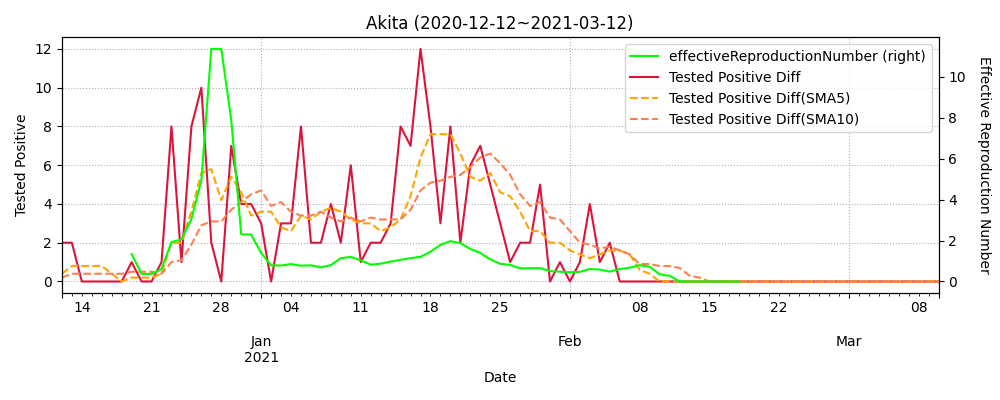 Akita (2020-12-12~2021-03-12)
effectiveReproductionNumber (right)
Tested Positive Diff
Tested Positive Diff(SMA5)
Tested Positive Diff(SMA10)
Tested Positive
12
10
8
6
4
2
0
Effective Reproduction Number
10
8
6
4
2
0
14 21 28 04 11 18 25 08 15 22 08
Jan Feb Mar
2021
Date